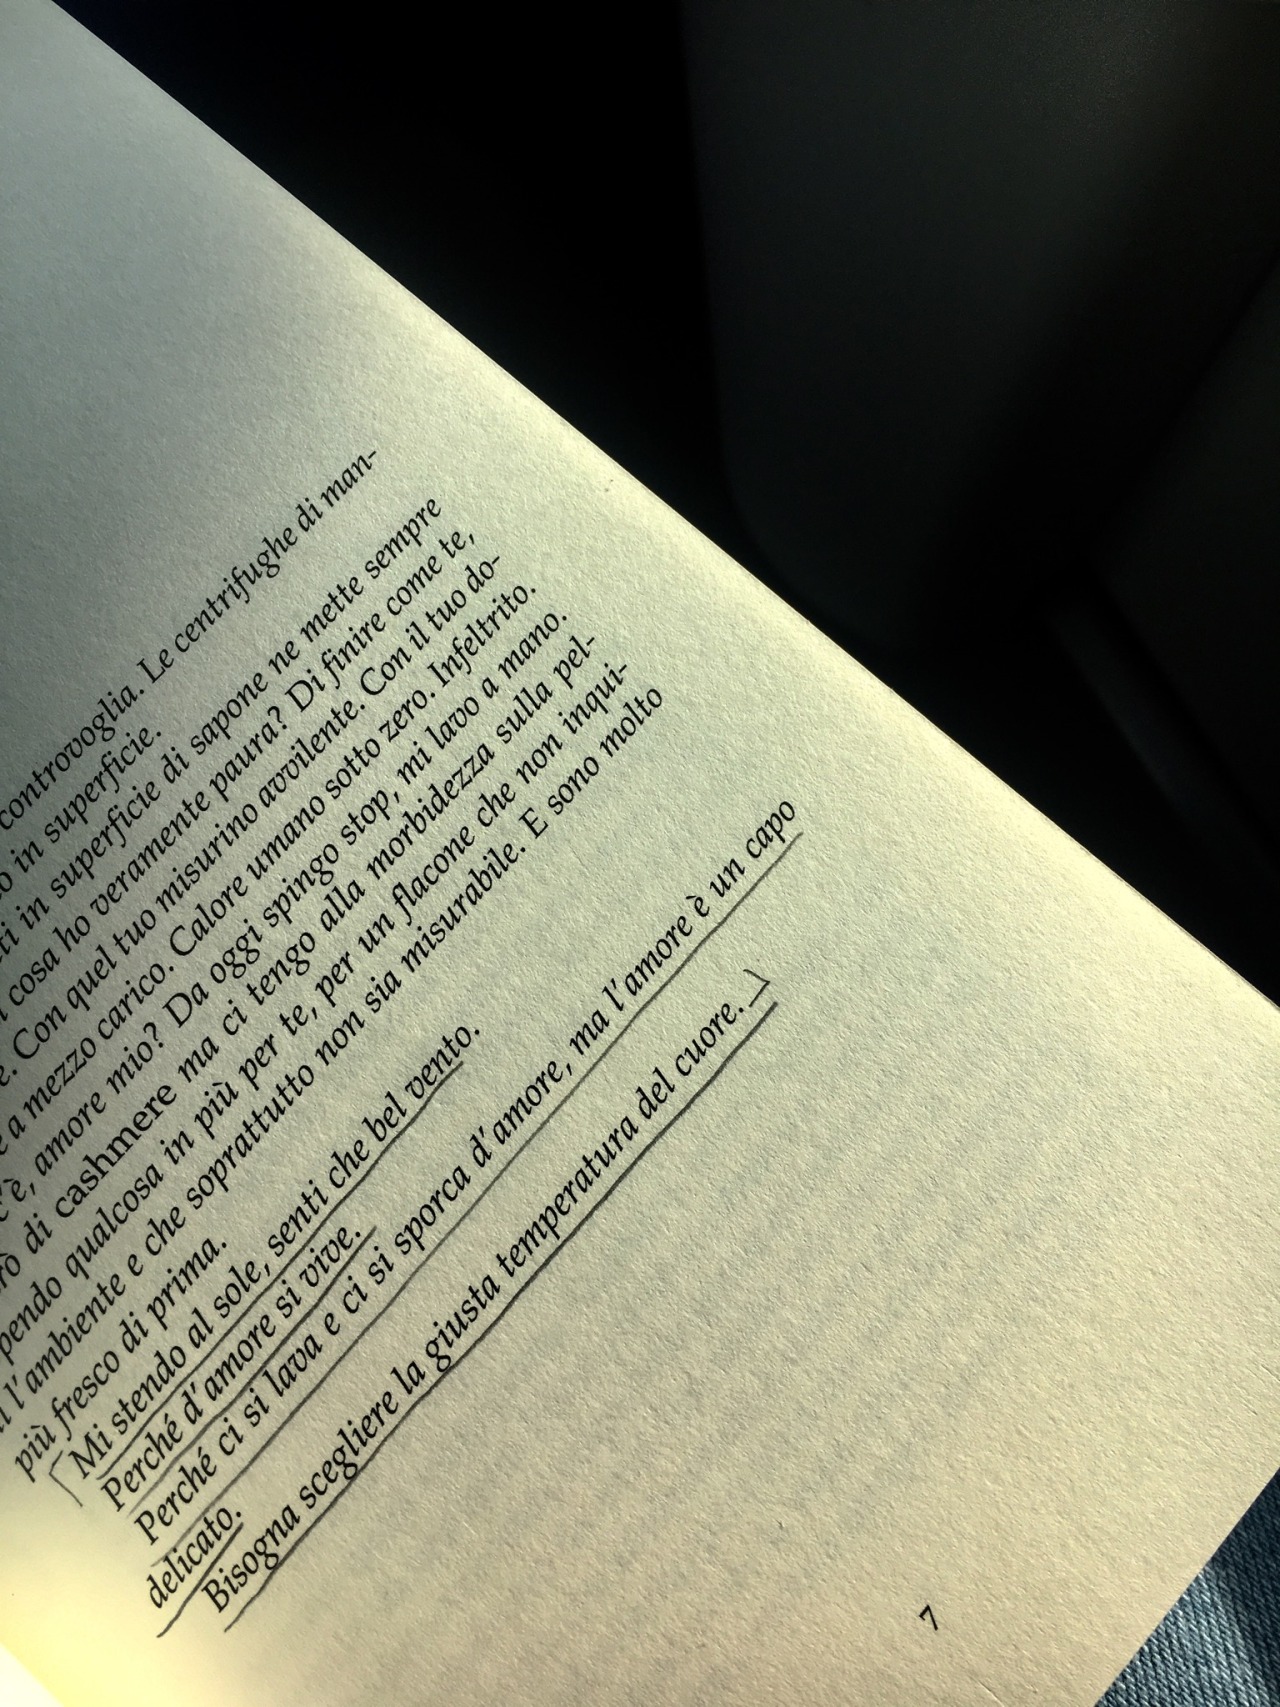 controvoglia. Le centrifughe di man-
in superficie.
in superficie di sapone ne mette sempre
cosa ho veramente paura? Di finire come te,
Con quel tuo misurino avvilente. Con il tuo do-
a mezzo carico. Calore umano sotto zero. Infeltrito.
c'è, amore mio? Da oggi spingo stop, mi lavo a mano.
di cashmere ma ci tengo alla morbidezza sulla pel-
pendo qualcosa in più per te, per un flacone che non inqui-
l'ambiente e che soprattutto non sia misurabile. E sono molto
più fresco di prima.
Mi stendo al sole, senti che bel vento.
Perché d'amore si vive.
Perché ci si lava e ci si sporca d'amore, ma l'amore è un capo
delicato.
Bisogna scegliere la giusta temperatura del cuore.
7